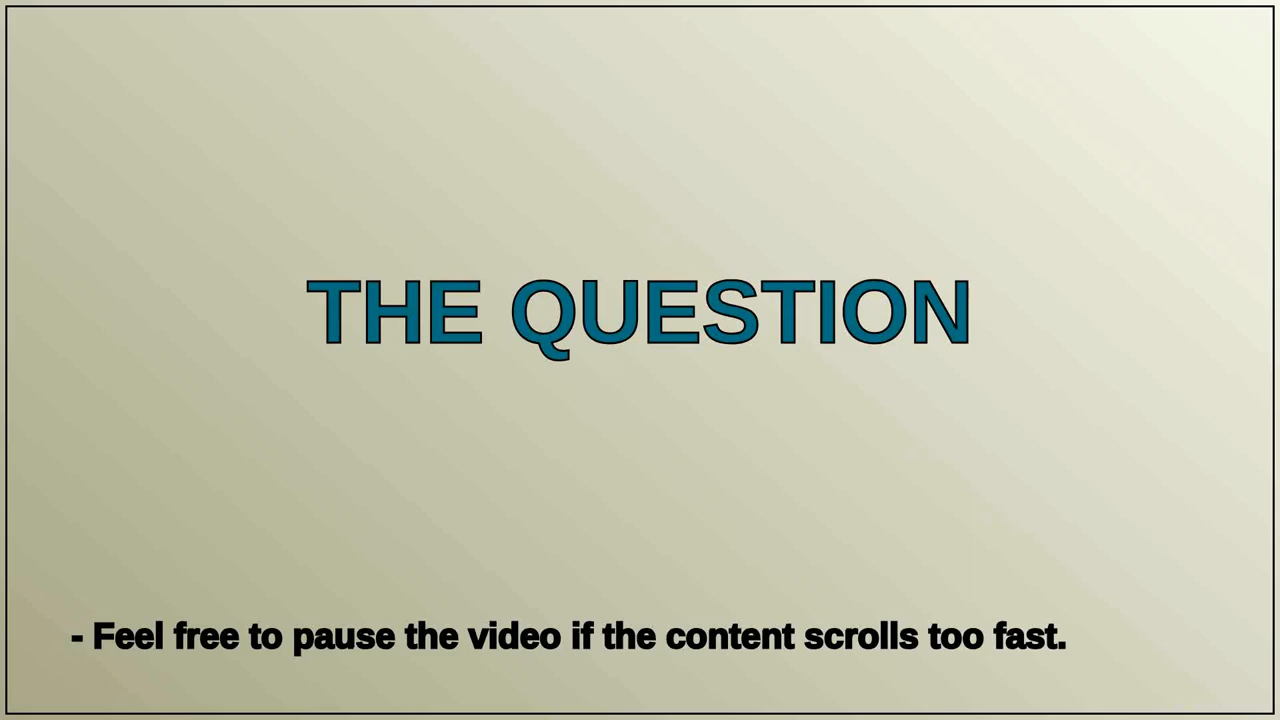 THE QUESTION
- Feel free to pause the video if the content scrolls too fast.